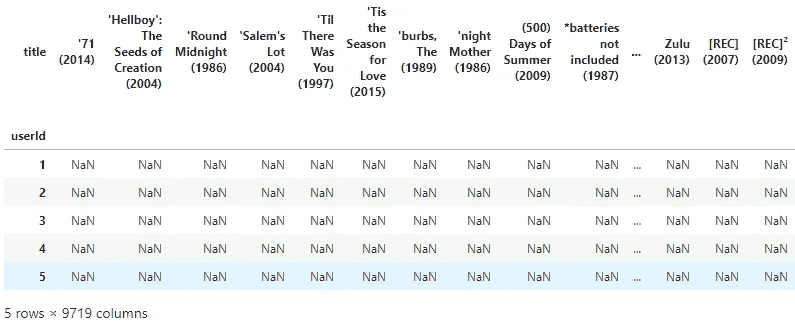 title
'71
(2014)
'Hellboy':
The
Seeds of
Creation
(2004)
'Round
Midnight
(1986)
'Salem's
Lot
(2004)
'Til
There
Was
You
(1997)
'Tis
the
Season
for
Love
(2015)
'burbs,
The
(1989)
'night
Mother
(1986)
(500)
Days of
Summer
(2009)
*batteries
not
included
(1987)
...
Zulu
(2013)
[REC]
(2007)
[REC]²
(2009)
userId
1 NaN NaN NaN NaN NaN NaN NaN NaN NaN NaN ... NaN NaN NaN
2 NaN NaN NaN NaN NaN NaN NaN NaN NaN NaN ... NaN NaN NaN
3 NaN NaN NaN NaN NaN NaN NaN NaN NaN NaN ... NaN NaN NaN
4 NaN NaN NaN NaN NaN NaN NaN NaN NaN NaN ... NaN NaN NaN
5 NaN NaN NaN NaN NaN NaN NaN NaN NaN NaN ... NaN NaN NaN
5 rows × 9719 columns